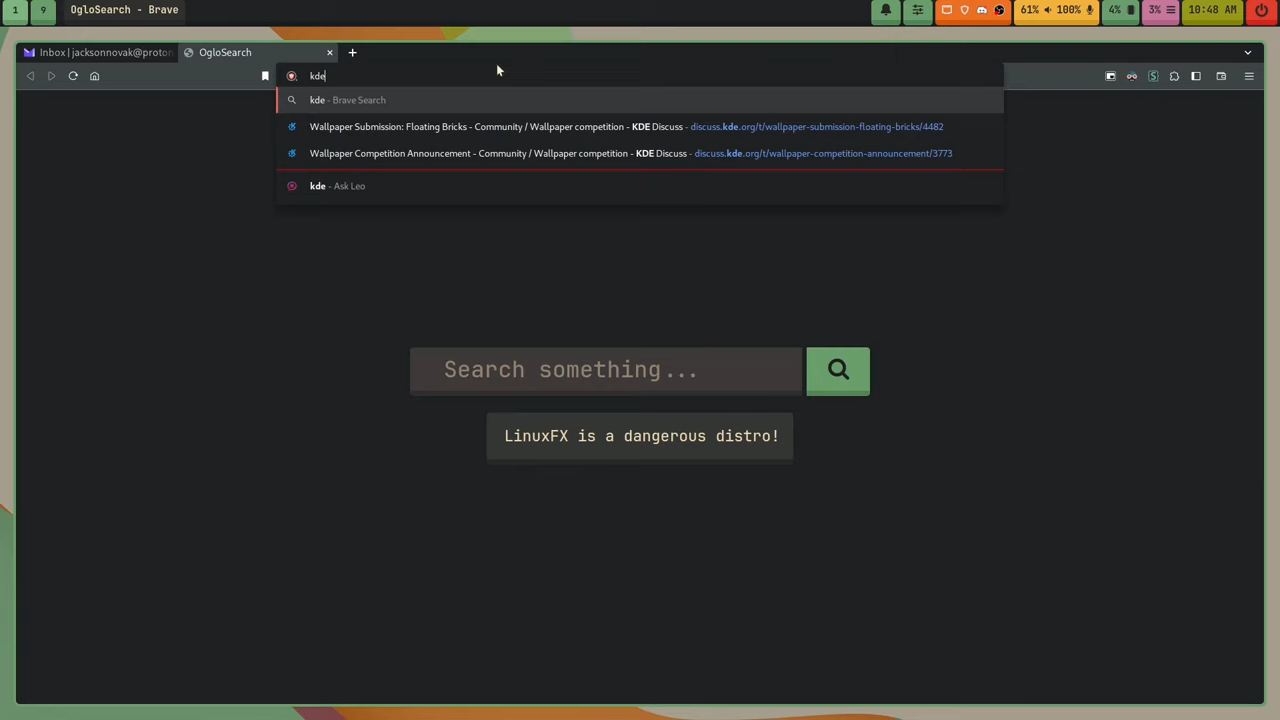 1 9 OgloSearch - Brave 61% 100% 4% 3% 10:48 AM
Inbox | jacksonnovak@proton OgloSearch
kde
kde - Brave Search
Wallpaper Submission: Floating Bricks - Community / Wallpaper competition - KDE Discuss - discuss.kde.org/t/wallpaper-submission-floating-bricks/4482
Wallpaper Competition Announcement - Community / Wallpaper competition - KDE Discuss - discuss.kde.org/t/wallpaper-competition-announcement/3773
kde - Ask Leo
Search something...
LinuxFX is a dangerous distro!